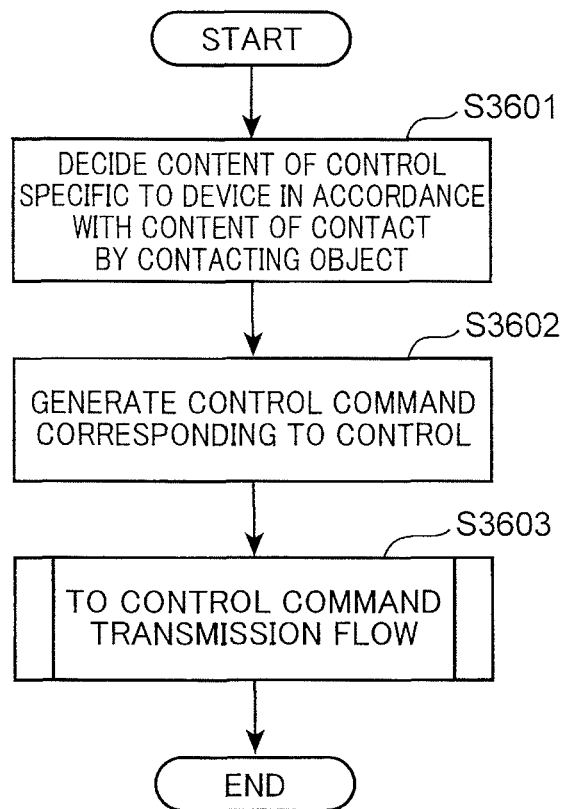 START
S3601
DECIDE CONTENT OF CONTROL
SPECIFIC TO DEVICE IN ACCORDANCE
WITH CONTENT OF CONTACT
BY CONTACTING OBJECT
S3602
GENERATE CONTROL COMMAND
CORRESPONDING TO CONTROL
S3603
TO CONTROL COMMAND
TRANSMISSION FLOW
END